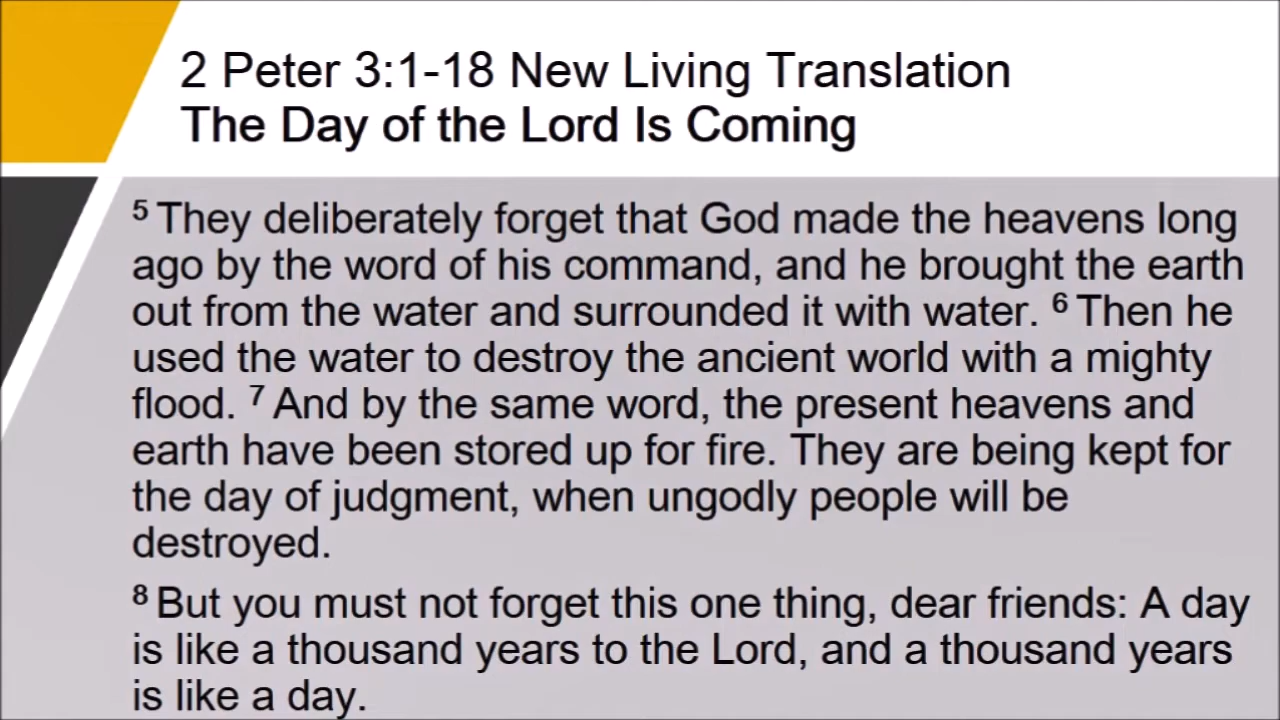 2 Peter 3:1-18 New Living Translation
The Day of the Lord Is Coming
5 They deliberately forget that God made the heavens long
ago by the word of his command, and he brought the earth
out from the water and surrounded it with water. 6 Then he
used the water to destroy the ancient world with a mighty
flood. 7 And by the same word, the present heavens and
earth have been stored up for fire. They are being kept for
the day of judgment, when ungodly people will be
destroyed.
8 But you must not forget this one thing, dear friends: A day
is like a thousand years to the Lord, and a thousand years
is like a day.